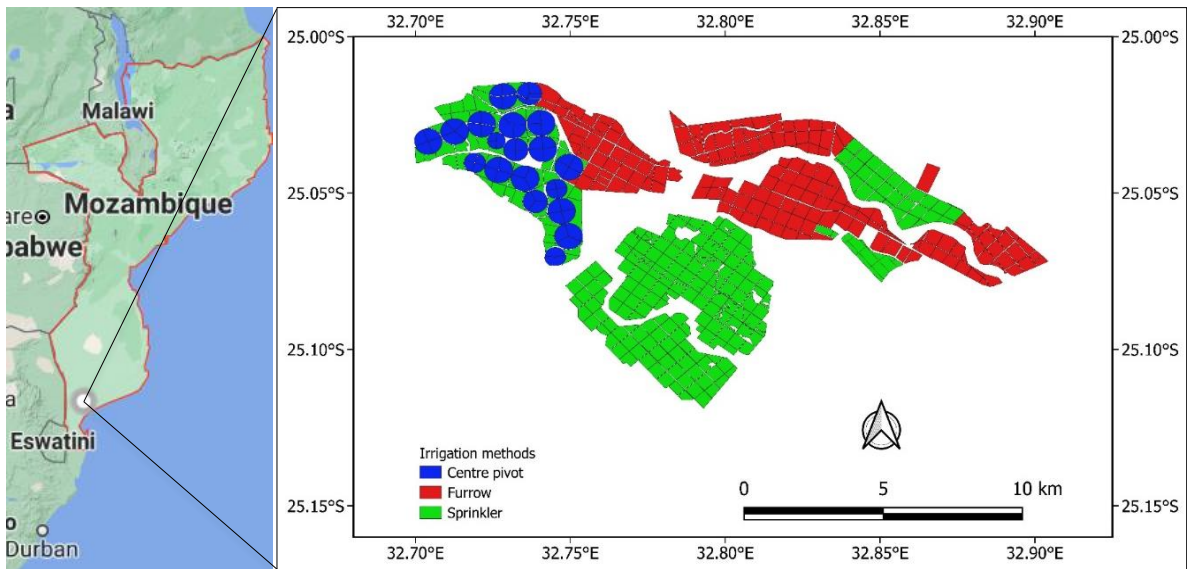 Malawi
Mozambique
are
babwe
Eswatini
Durban
32.70°E 32.75°E 32.80°E 32.85°E 32.90°E
25.00°S 25.00°S
25.05°S 25.05°S
25.10°S 25.10°S
25.15°S 25.15°S
Irrigation methods
Centre pivot
Furrow
Sprinkler
0 5 10 km
32.70°E 32.75°E 32.80°E 32.85°E 32.90°E